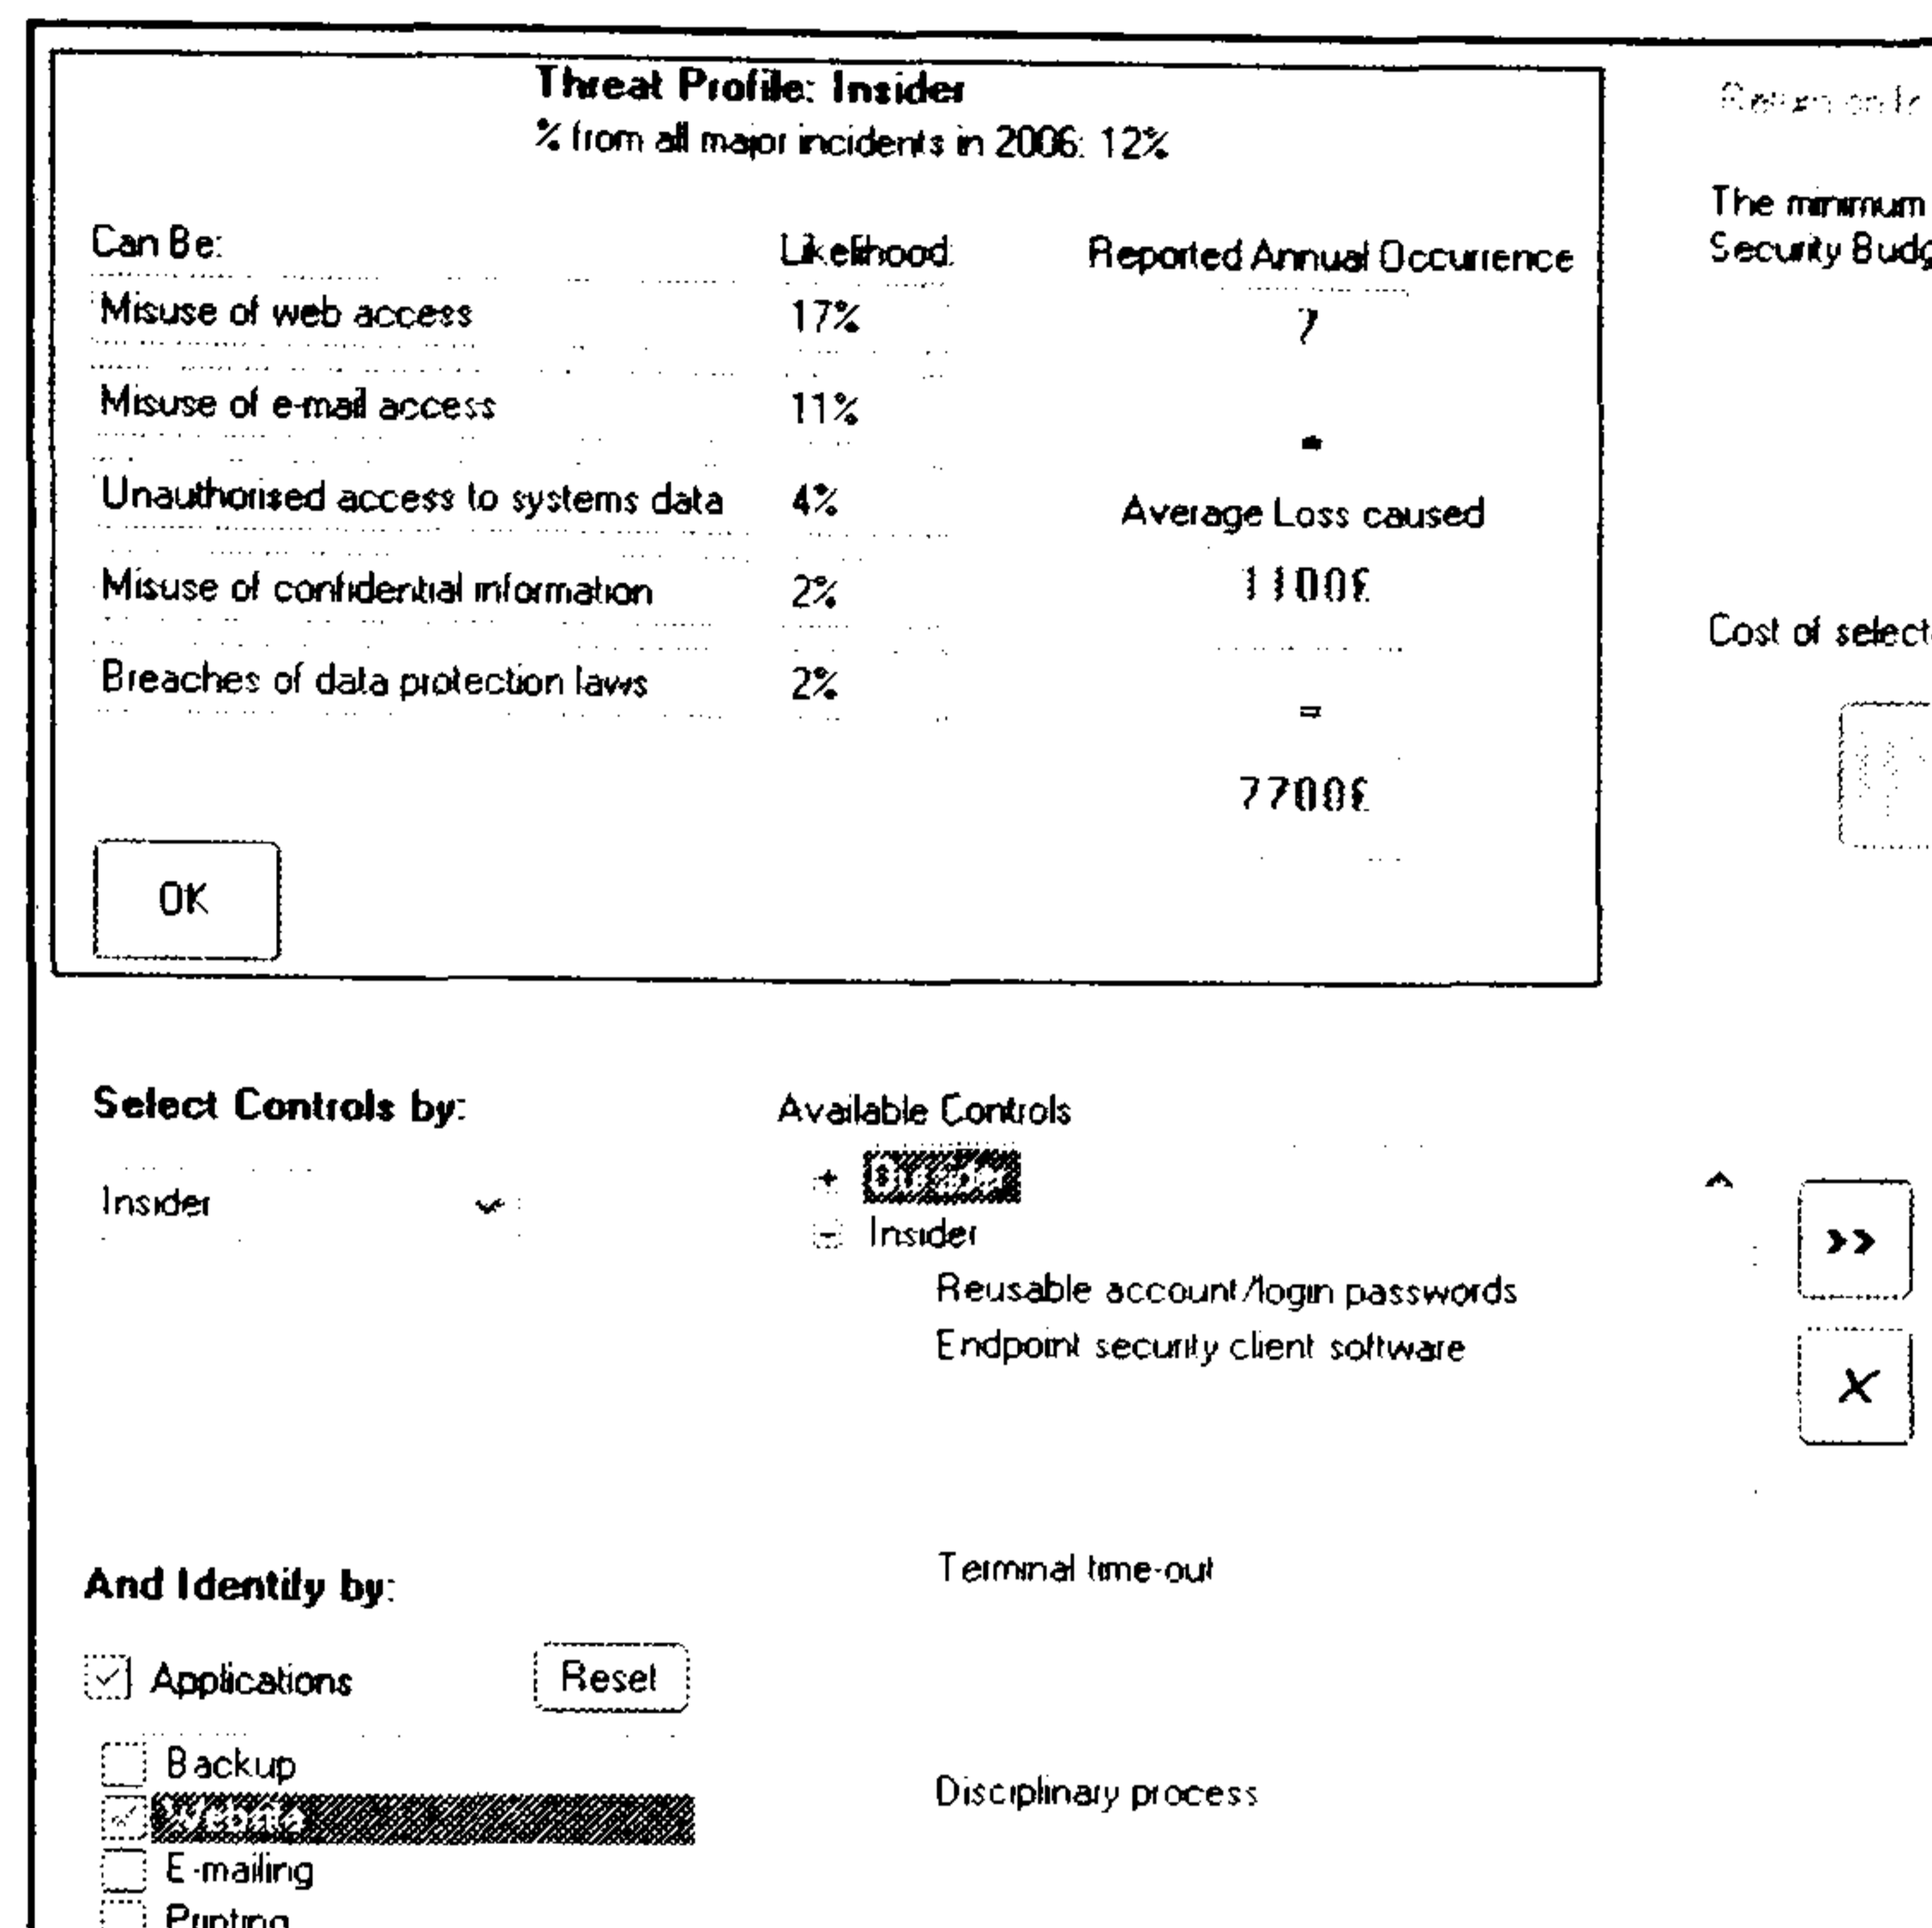 Threat Profile: Insider
% from all major incidents in 2006: 12%
Can Be:
Likelihood:
Reported Annual Occurrence
Misuse of web access
17%
7
Misuse of e-mail access
11%
*
Unauthorised access to systems data
4%
Average Loss caused
Misuse of confidential information
2%
1100£
Breaches of data protection laws
2%
=
7700£
OK
The minimum
Security Budg
Cost of select
Select Controls by:
Available Controls
Insider
+
- Insider
Reusable account/login passwords
Endpoint security client software
>>
X
Terminal time-out
Disciplinary process
And Identify by:
Applications
Reset
Backup
Website
E-mailing
Printing